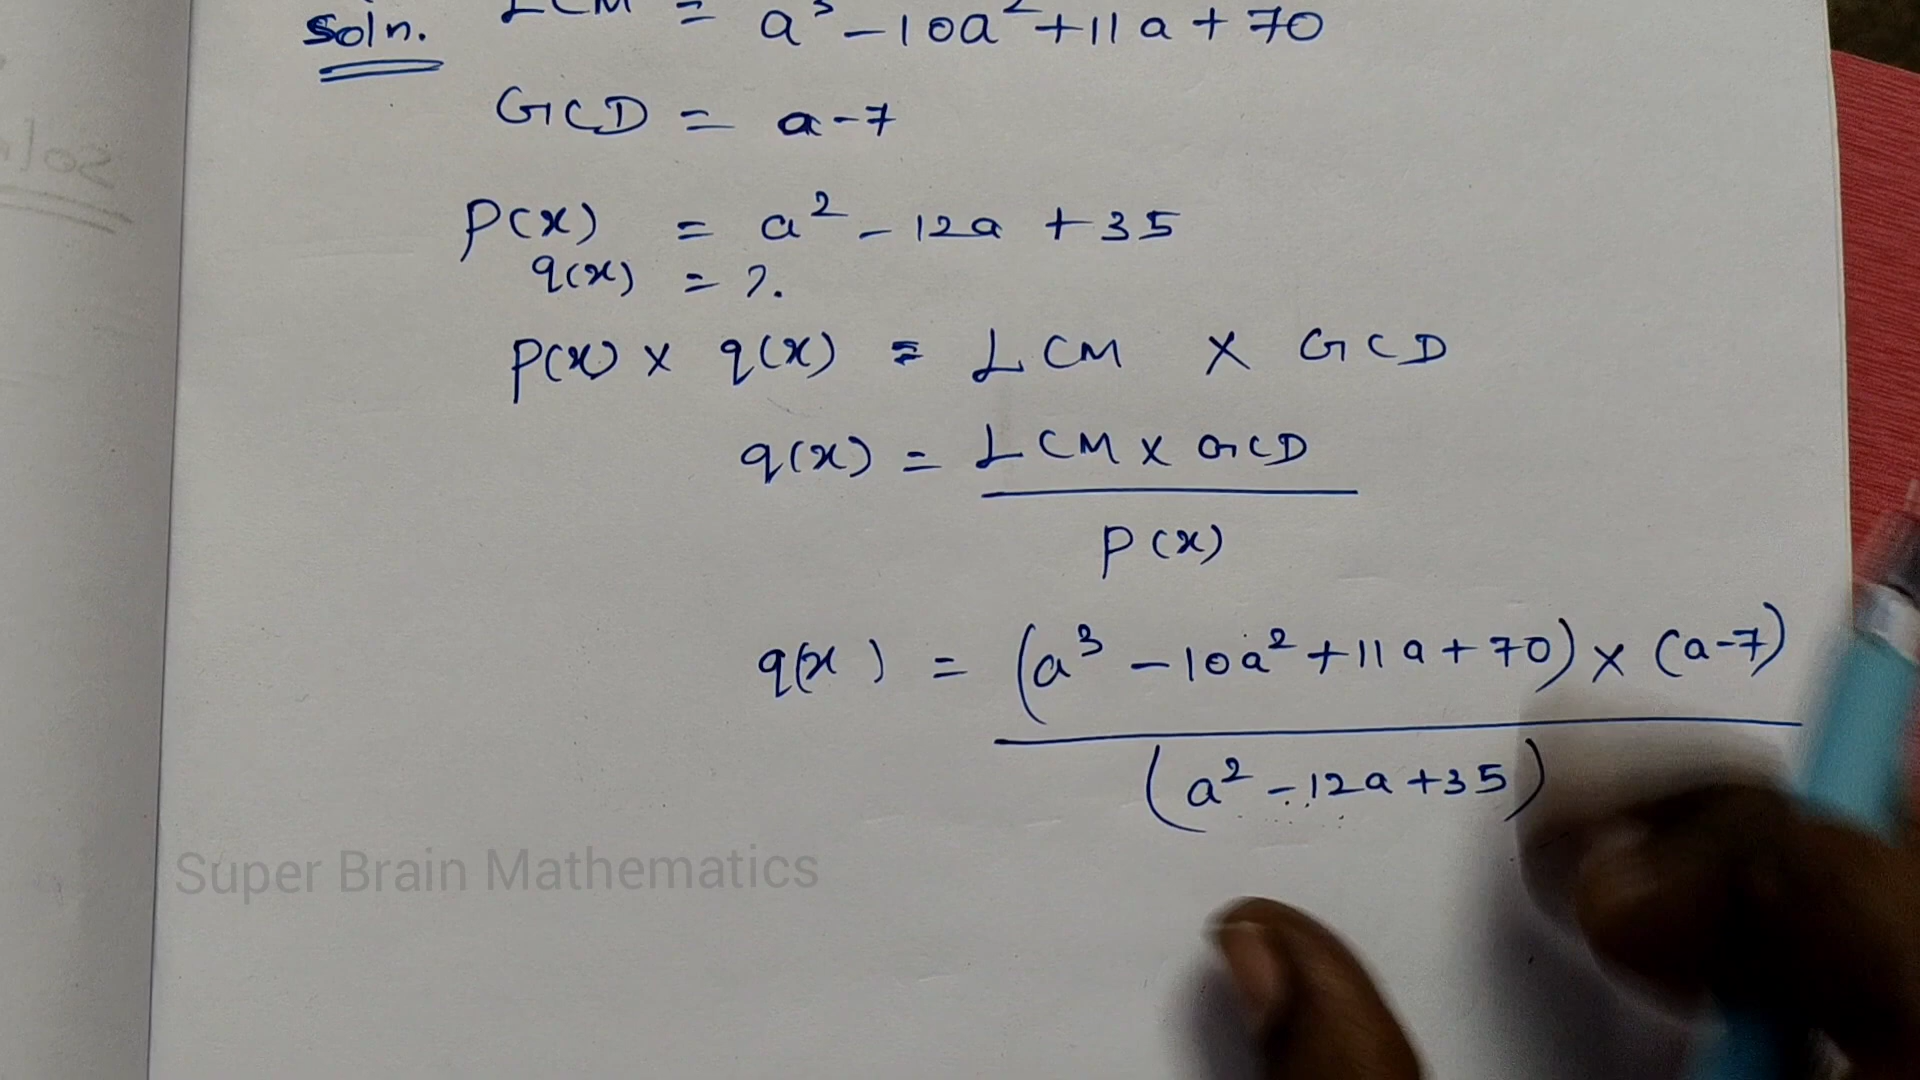 Soln. LCM = a³ - 10a² + 11a + 70
GCD = a-7
P(x) = a² - 12a + 35
q(x) = ?.
P(x) x q(x) = LCM X GCD
q(x) = LCM X GCD
P(x)
q(x) = (a³ - 10a² + 11a + 70) x (a-7)
(a² - 12a + 35)
Super Brain Mathematics